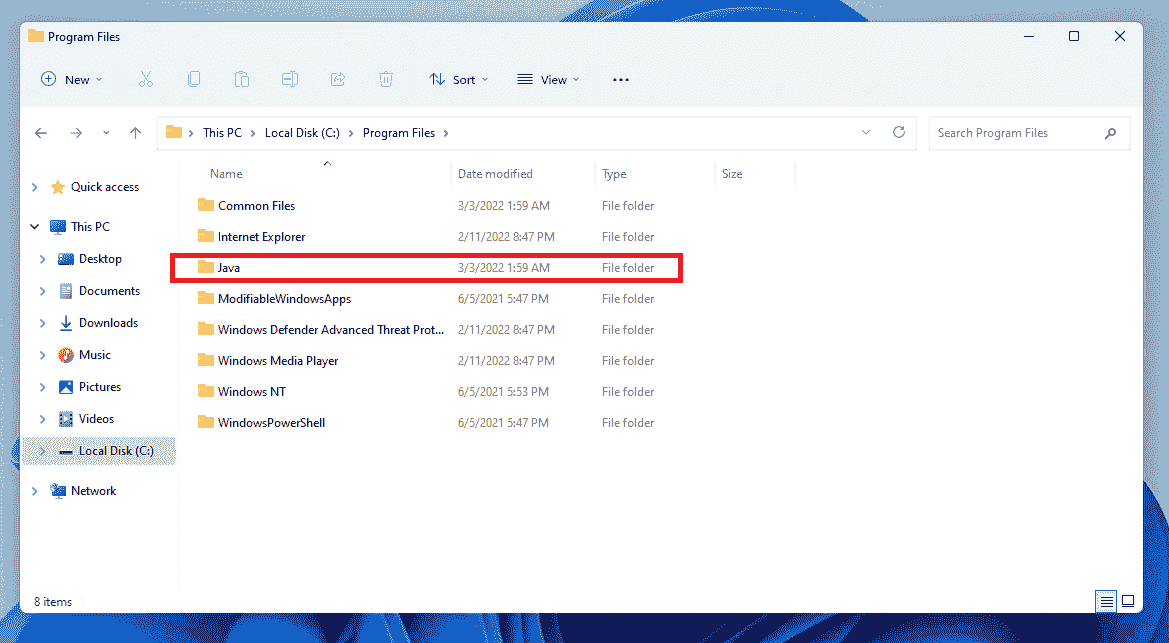 Program Files
New Sort View
This PC Local Disk (C:) Program Files Search Program Files
Name Date modified Type Size
Quick access
This PC
Desktop
Documents
Downloads
Music
Pictures
Videos
Local Disk (C:)
Network
Common Files 3/3/2022 1:59 AM File folder
Internet Explorer 2/11/2022 8:47 PM File folder
Java 3/3/2022 1:59 AM File folder
ModifiableWindowsApps 6/5/2021 5:47 PM File folder
Windows Defender Advanced Threat Prot... 2/11/2022 8:47 PM File folder
Windows Media Player 2/11/2022 8:47 PM File folder
Windows NT 6/5/2021 5:53 PM File folder
WindowsPowerShell 6/5/2021 5:47 PM File folder
8 items